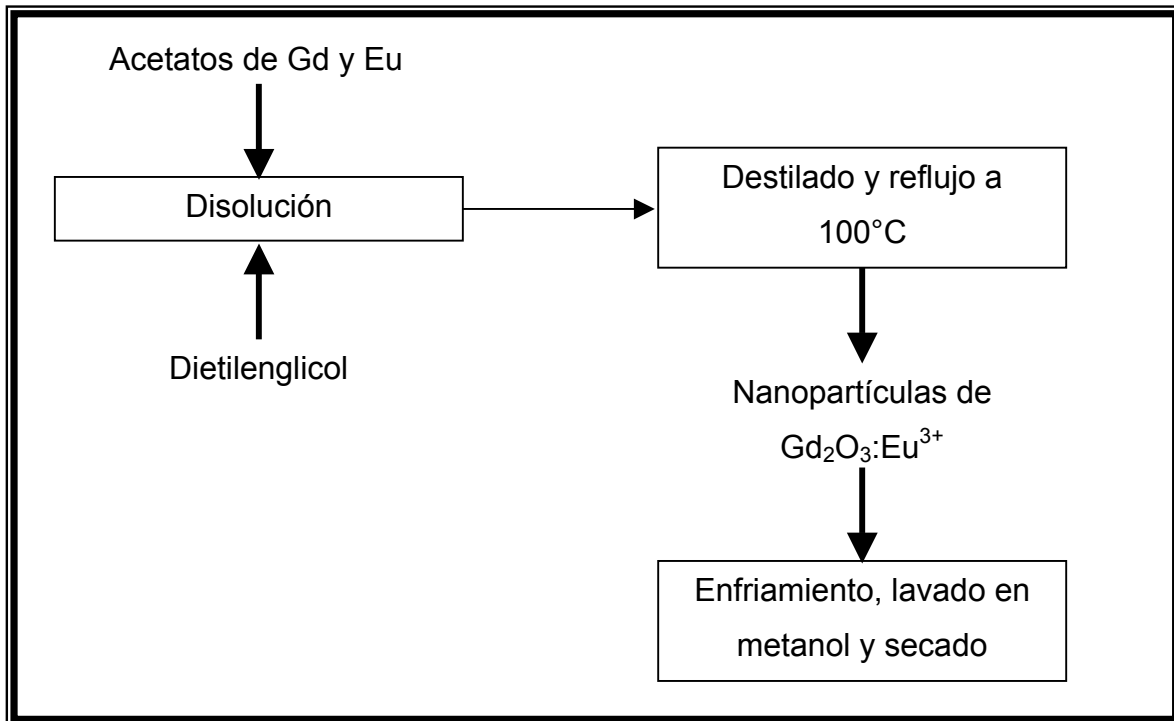 Acetatos de Gd y Eu
Disolución
Dietilenglicol
Destilado y reflujo a
100°C
Nanopartículas de
Gd₂O₃:Eu³⁺
Enfriamiento, lavado en
metanol y secado